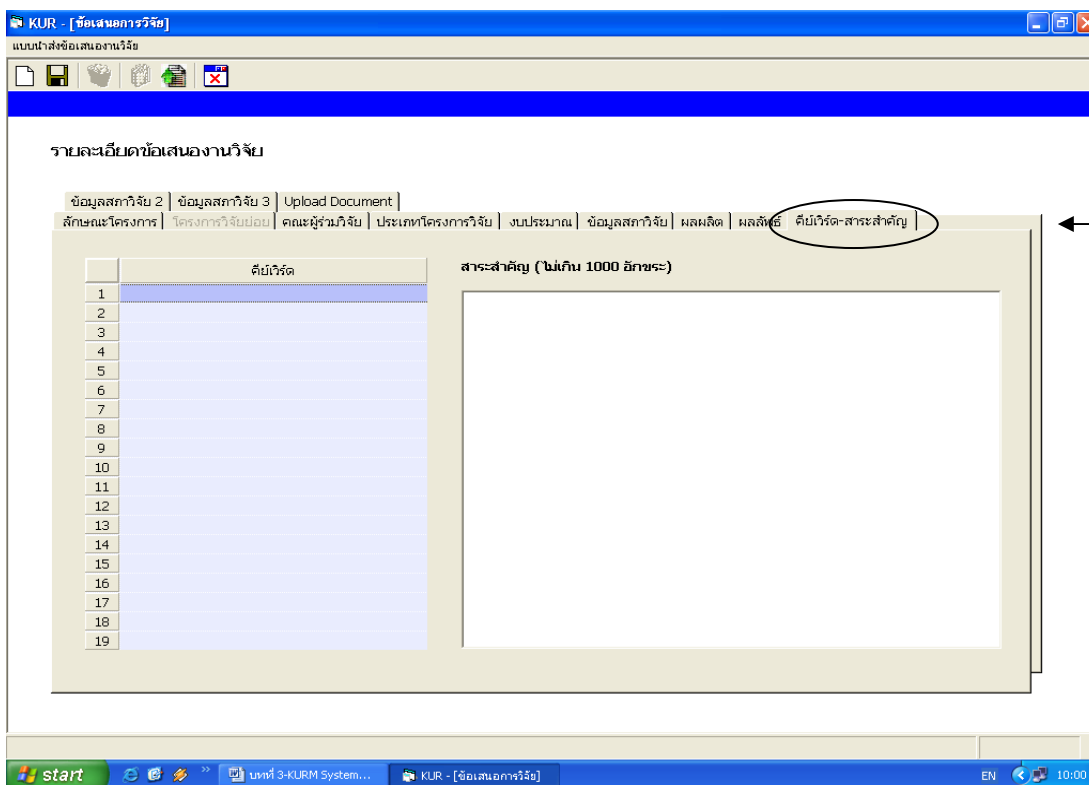 KUR - [ข้อเสนอการวิจัย]
แบบนำส่งข้อเสนองานวิจัย
รายละเอียดข้อเสนองานวิจัย
ข้อมูลสภาวิจัย 2 ข้อมูลสภาวิจัย 3 Upload Document
ลักษณะโครงการ โครงการวิจัยย่อย คณะผู้ร่วมวิจัย ประเภทโครงการวิจัย งบประมาณ ข้อมูลสภาวิจัย ผลผลิต ผลลัพธ์ คีย์เวิร์ด-สาระสำคัญ
คีย์เวิร์ด
สาระสำคัญ (ไม่เกิน 1000 อักขระ)
1
2
3
4
5
6
7
8
9
10
11
12
13
14
15
16
17
18
19
start บทที่ 3-KURM System... KUR - [ข้อเสนอการวิจัย] EN 10:00